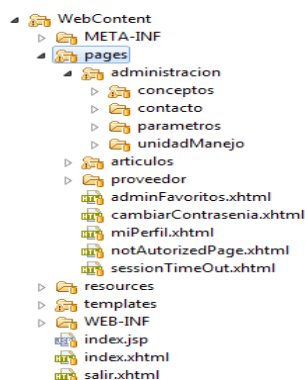 WebContent
META-INF
pages
administracion
conceptos
contacto
parametros
unidadManejo
articulos
proveedor
adminFavoritos.xhtml
cambiarContrasenia.xhtml
miPerfil.xhtml
notAutorizedPage.xhtml
sessionTimeOut.xhtml
resources
templates
WEB-INF
index.jsp
index.xhtml
salir.xhtml